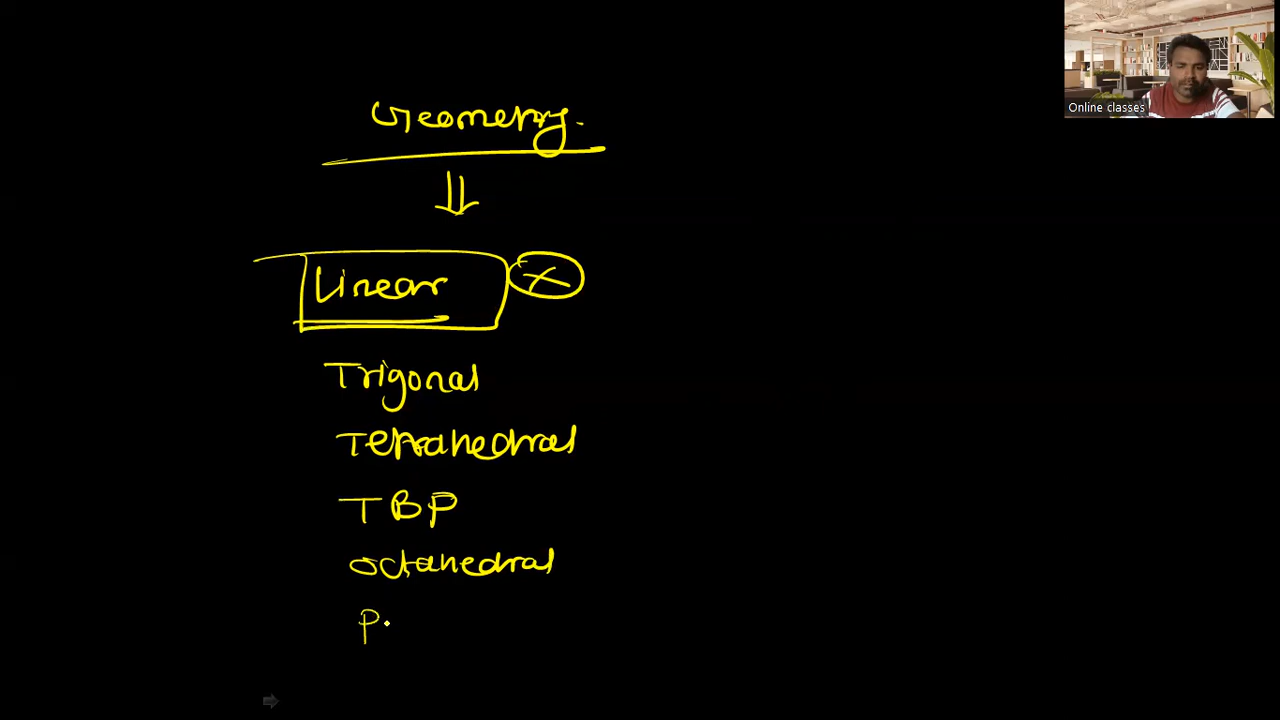 Online classes
Geometry.
Linear X
Trigonal
Tetrahedral
TBP
octahedral
P